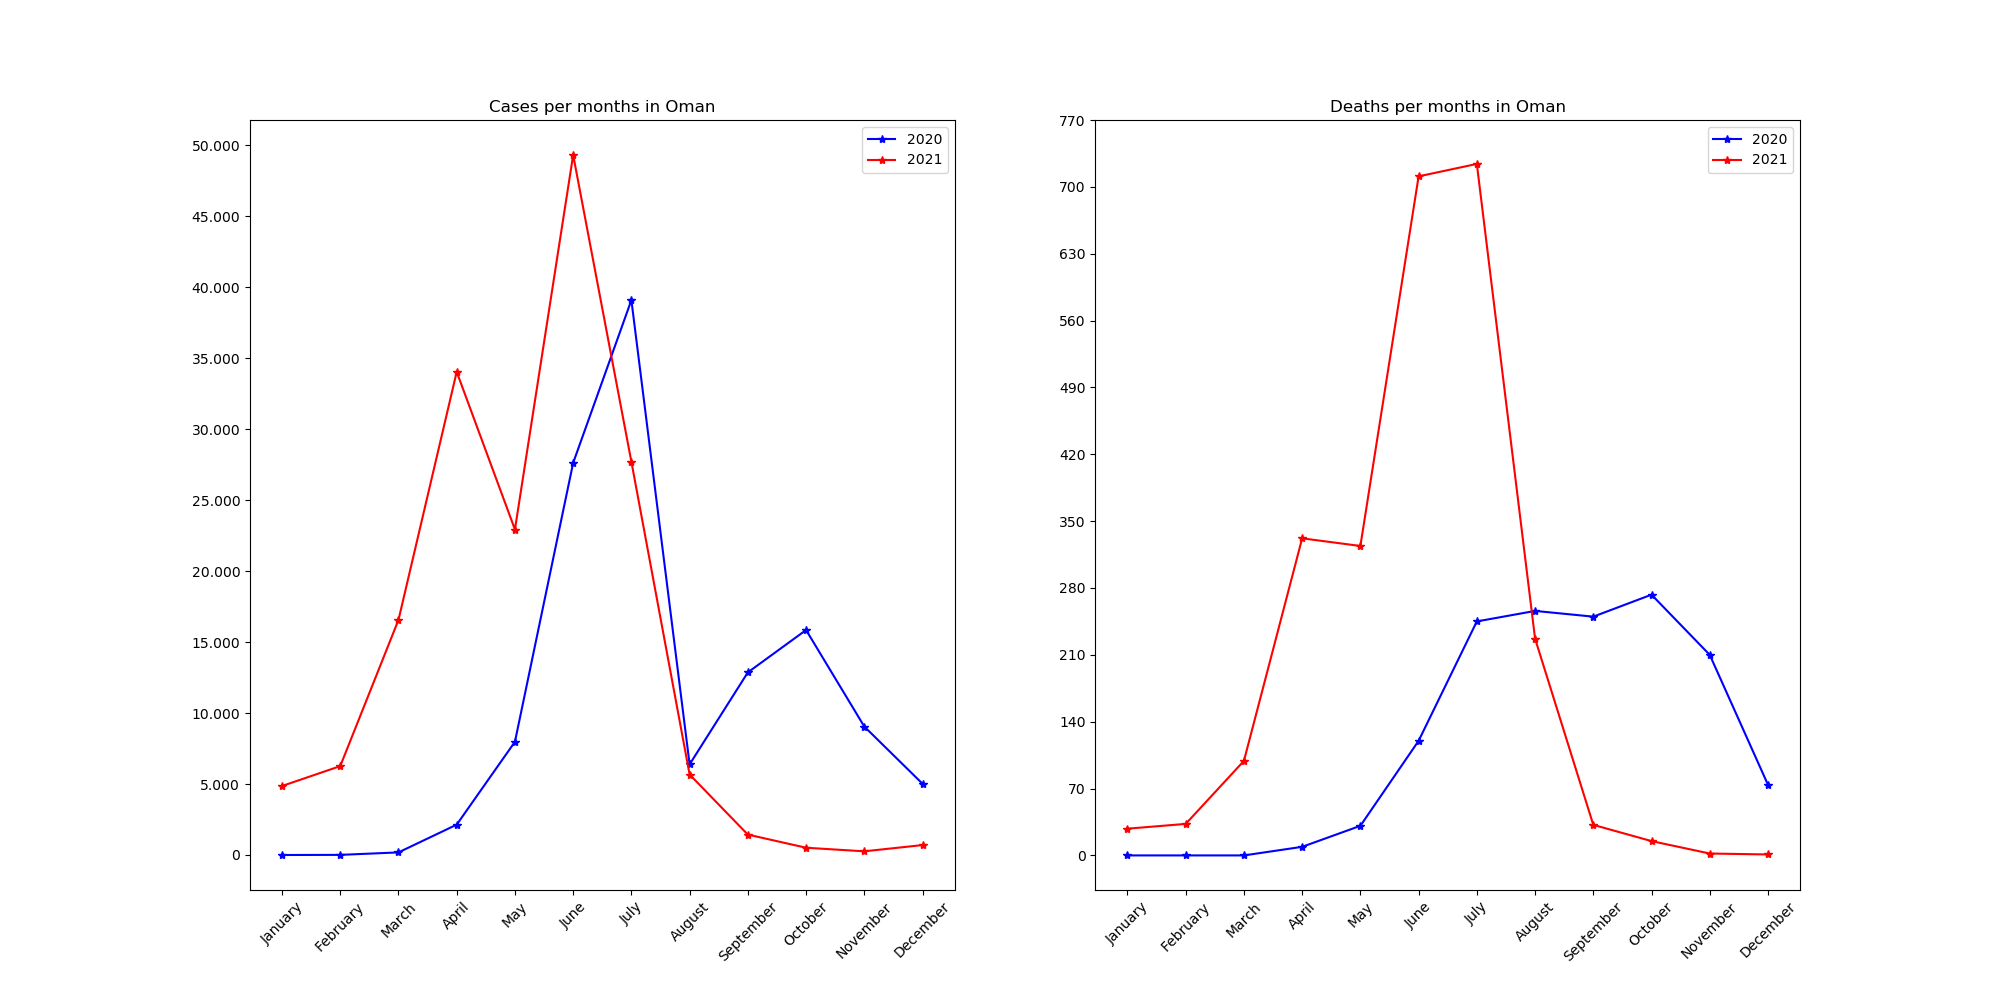 Cases per months in Oman
2020
2021
50.000
45.000
40.000
35.000
30.000
25.000
20.000
15.000
10.000
5.000
0
January
February
March
April
May
June
July
August
September
October
November
December
Deaths per months in Oman
2020
2021
770
700
630
560
490
420
350
280
210
140
70
0
January
February
March
April
May
June
July
August
September
October
November
December